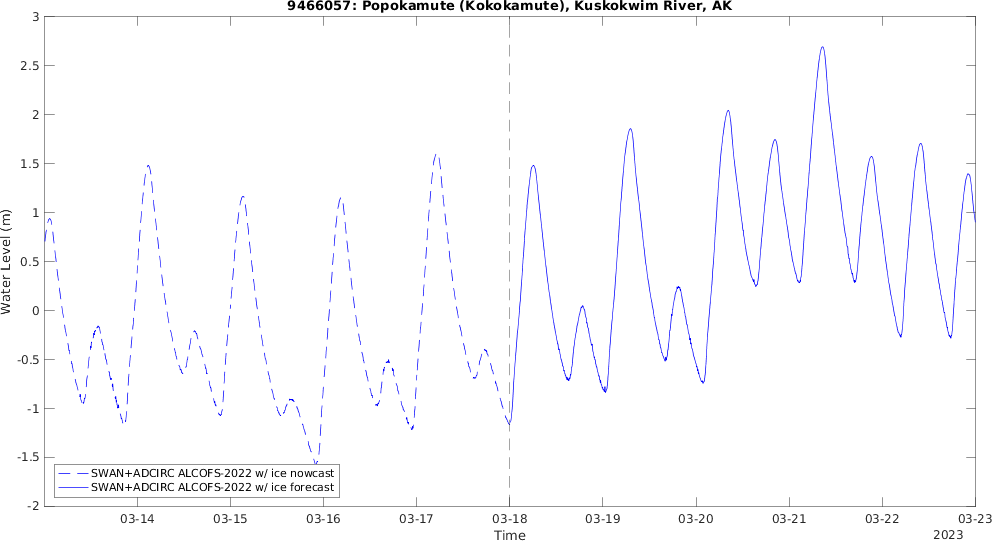 9466057: Popokamute (Kokokamute), Kuskokwim River, AK
3
2.5
2
1.5
1
0.5
0
-0.5
-1
-1.5
-2
Water Level (m)
SWAN+ADCIRC ALCOFS-2022 w/ ice nowcast
SWAN+ADCIRC ALCOFS-2022 w/ ice forecast
03-14 03-15 03-16 03-17 03-18 03-19 03-20 03-21 03-22 03-23
Time
2023